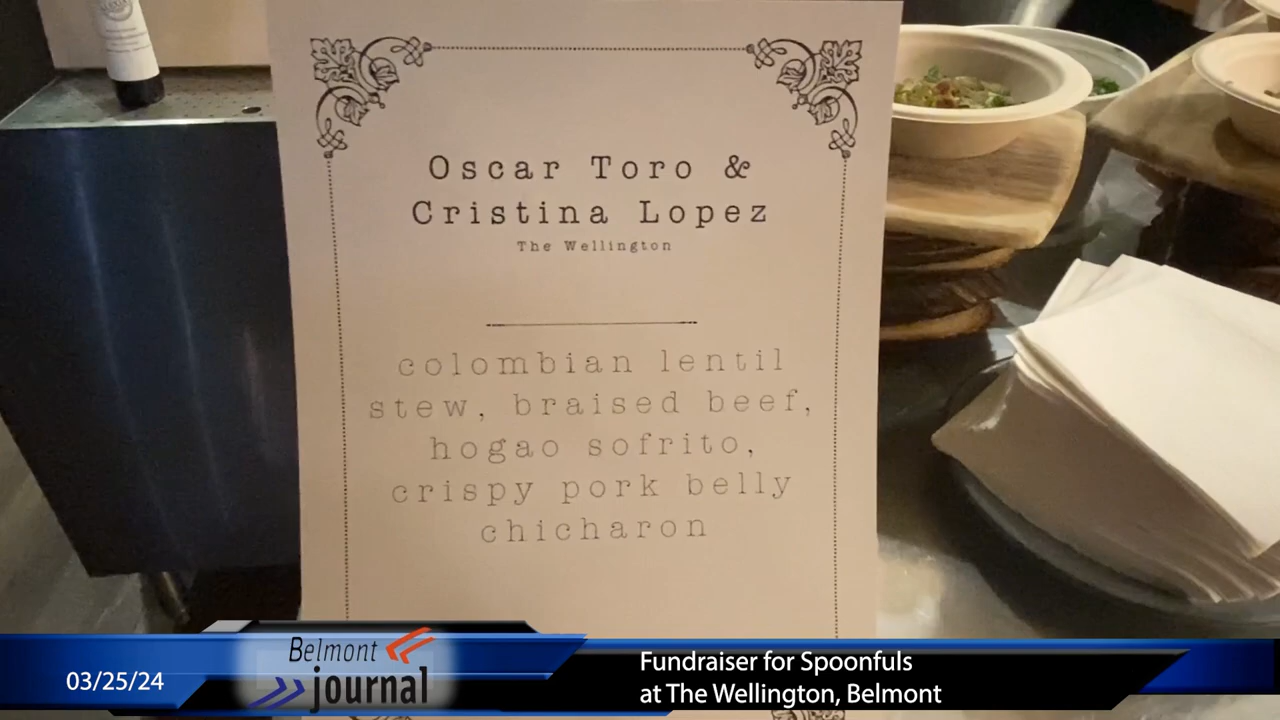 Oscar Toro &
Cristina Lopez
The Wellington
colombian lentil
stew, braised beef,
hogao sofrito,
crispy pork belly
chicharon
03/25/24
Belmont
journal
Fundraiser for Spoonfuls
at The Wellington, Belmont